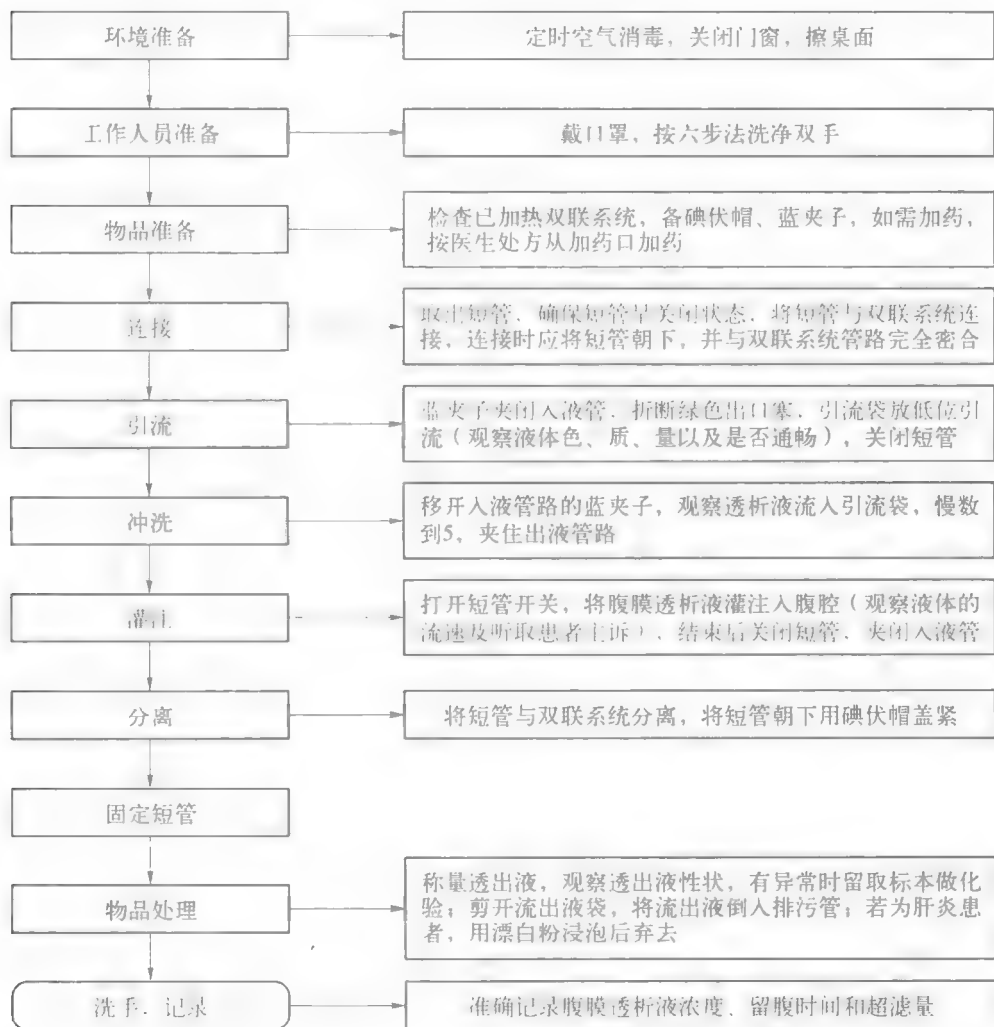 环境准备
定时空气消毒，关闭门窗，擦桌面
工作人员准备
戴口罩，按六步法洗净双手
物品准备
检查已加热双联系统，备碘伏帽、蓝夹子，如需加药，
按医生处方从加药口加药
连接
取出短管，确保短管呈关闭状态，将短管与双联系统连
接，连接时应将短管朝下，并与双联系统管路完全密合
引流
蓝夹子夹闭入液管，折断绿色出口塞，引流袋放低位引
流（观察液体色、质、量以及是否通畅），关闭短管
冲洗
移开入液管路的蓝夹子，观察透析液流入引流袋，慢数
到5，夹住出液管路
灌注
打开短管开关，将腹膜透析液灌注入腹腔（观察液体的
流速及听取患者主诉），结束后关闭短管，夹闭入液管
分离
将短管与双联系统分离，将短管朝下用碘伏帽盖紧
固定短管
物品处理
称量透出液，观察透出液性状，有异常时留取标本做化
验；剪开流出液袋，将流出液倒入排污管；若为肝炎患
者，用漂白粉浸泡后弃去
洗手、记录
准确记录腹膜透析液浓度、留腹时间和超滤量